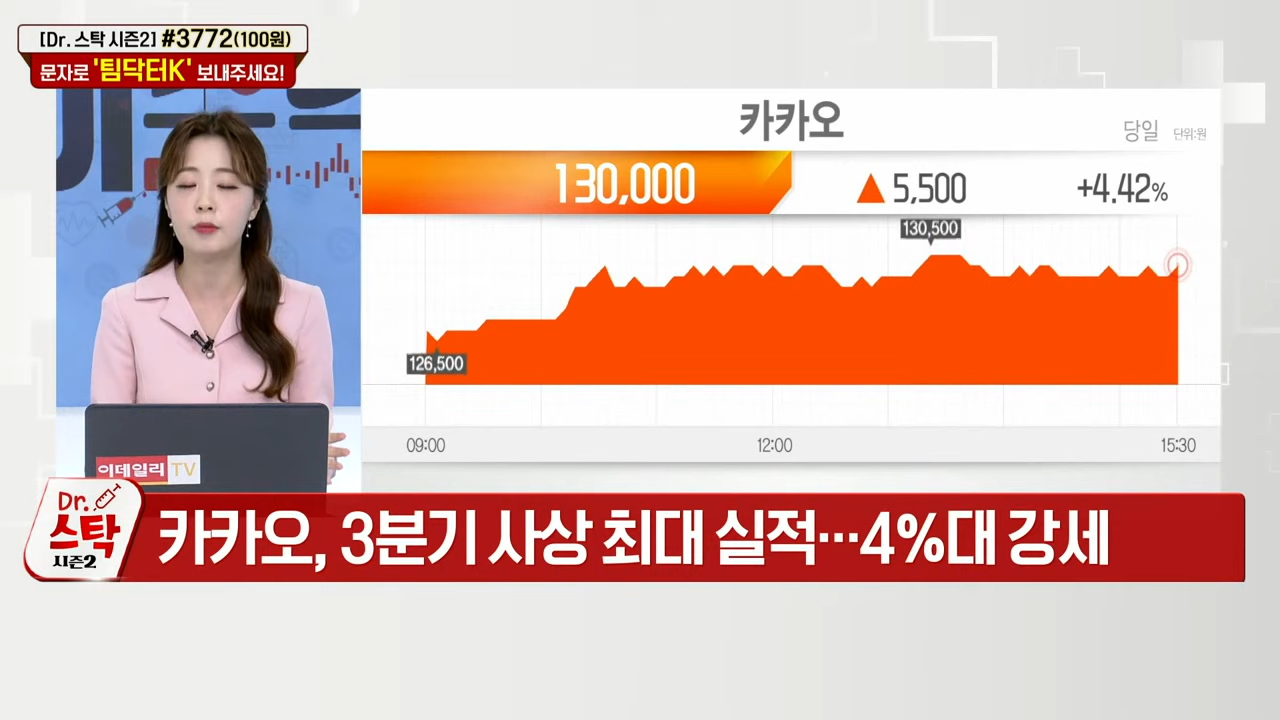 [Dr. 스탁 시즌2] #3772(100원)
문자로 '팀닥터K' 보내주세요!
카카오
당일 단위:원
130,000 ▲ 5,500 +4.42%
130,500
126,500
09:00 12:00 15:30
이데일리 TV
Dr.
스탁
시즌2
카카오, 3분기 사상 최대 실적…4%대 강세